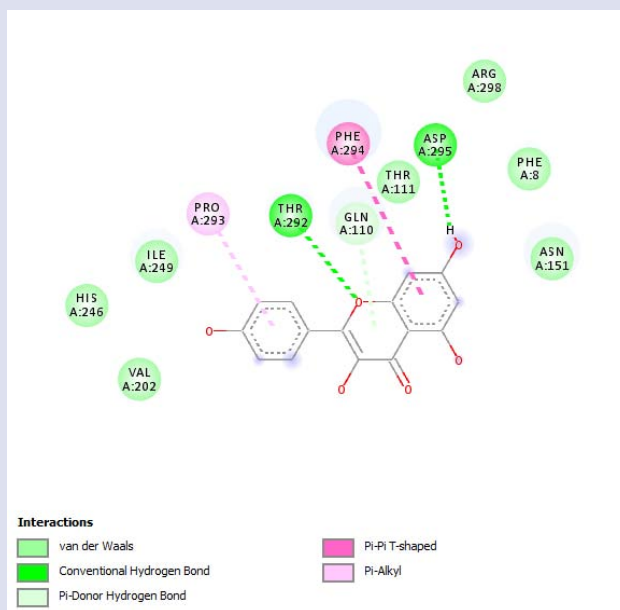 ARG
A:298
PHE
A:294
ASP
A:295
THR
A:111
PHE
A:8
PRO
A:293
THR
A:292
GLN
A:110
H
O
ASN
A:151
ILE
A:249
HIS
A:246
O
O
VAL
A:202
O
O
O
Interactions
van der Waals
Conventional Hydrogen Bond
Pi-Donor Hydrogen Bond
Pi-Pi T-shaped
Pi-Alkyl